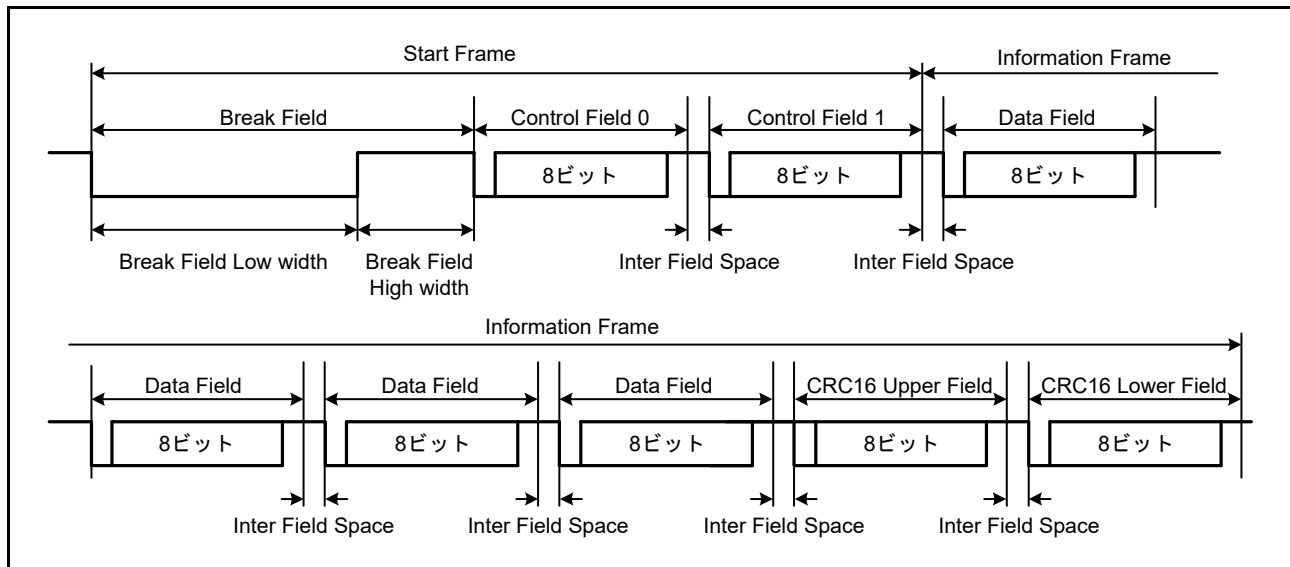 Start Frame
Information Frame
Break Field
Control Field 0
Control Field 1
Data Field
8ビット
8ビット
8ビット
Break Field Low width
Break Field
High width
Inter Field Space
Inter Field Space
Information Frame
Data Field
Data Field
Data Field
CRC16 Upper Field
CRC16 Lower Field
8ビット
8ビット
8ビット
8ビット
8ビット
Inter Field Space
Inter Field Space
Inter Field Space
Inter Field Space